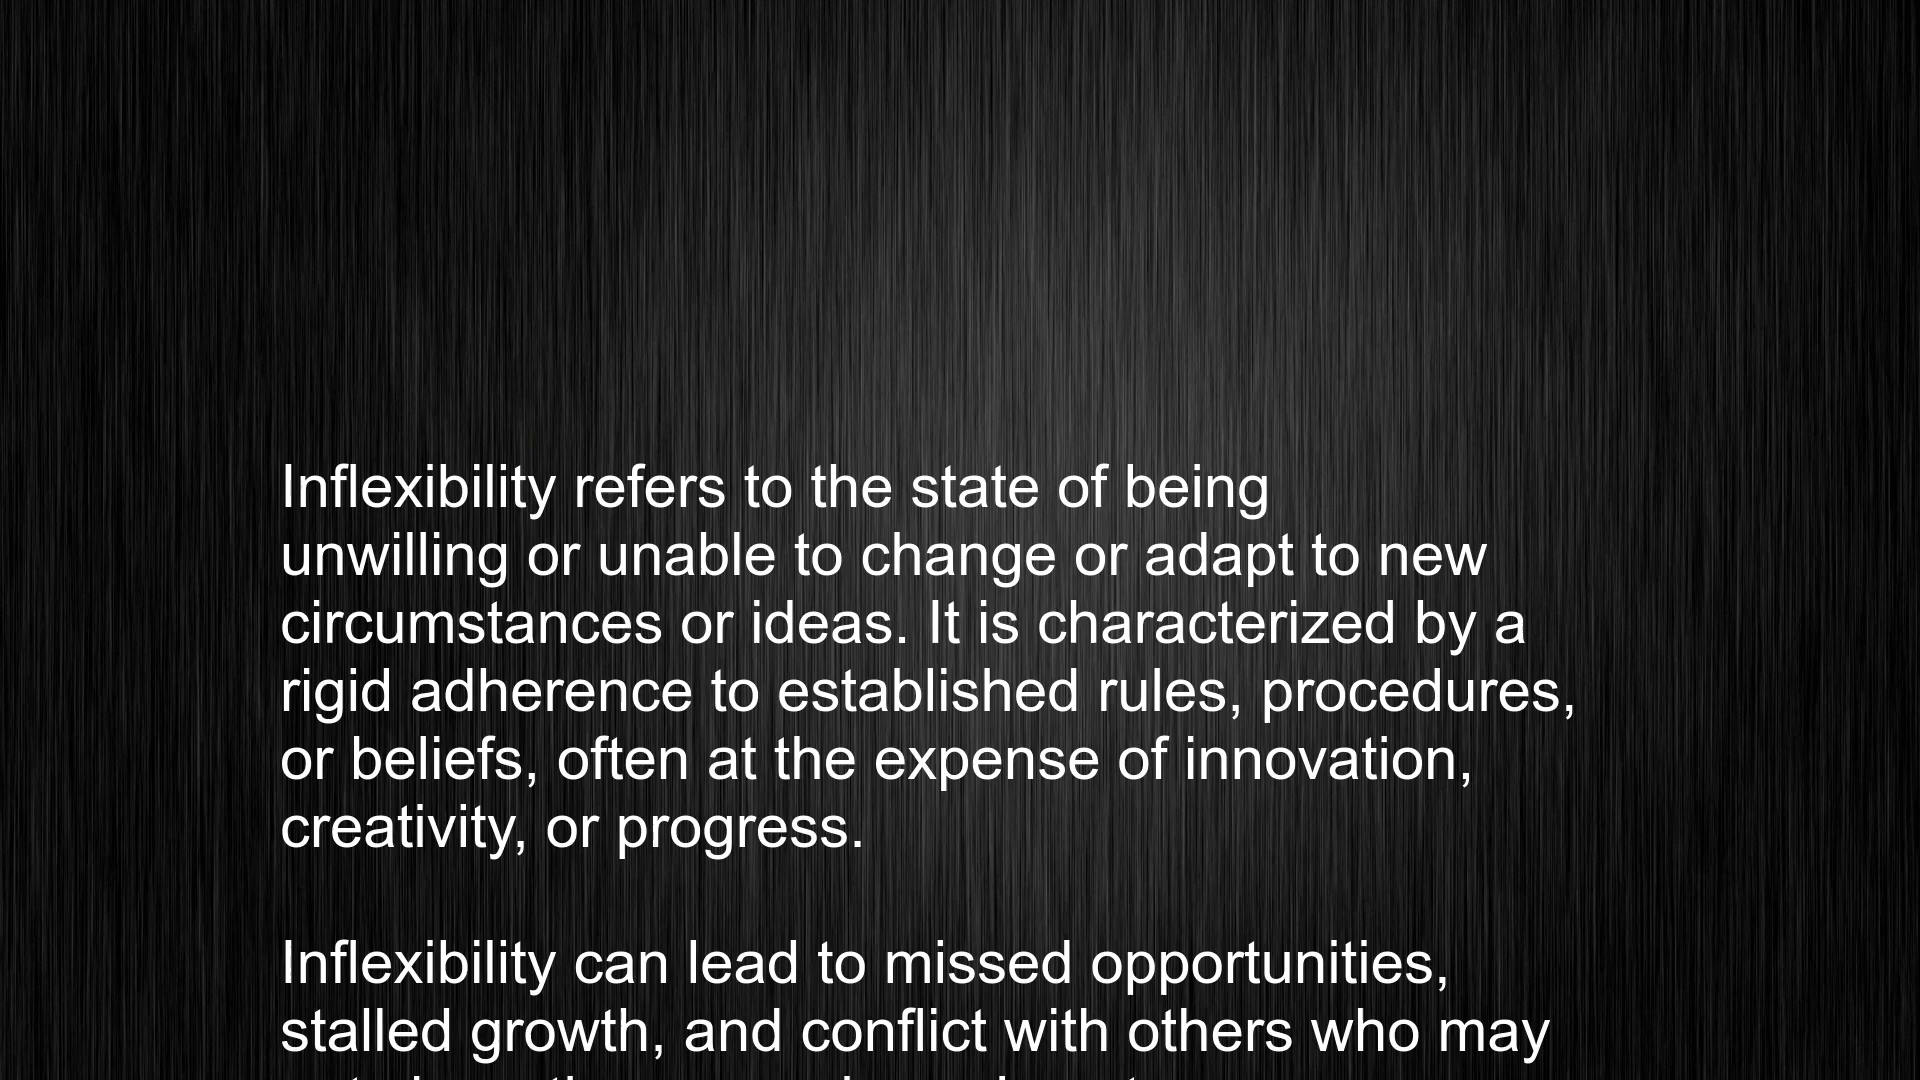 Inflexibility refers to the state of being
unwilling or unable to change or adapt to new
circumstances or ideas. It is characterized by a
rigid adherence to established rules, procedures,
or beliefs, often at the expense of innovation,
creativity, or progress.
Inflexibility can lead to missed opportunities,
stalled growth, and conflict with others who may